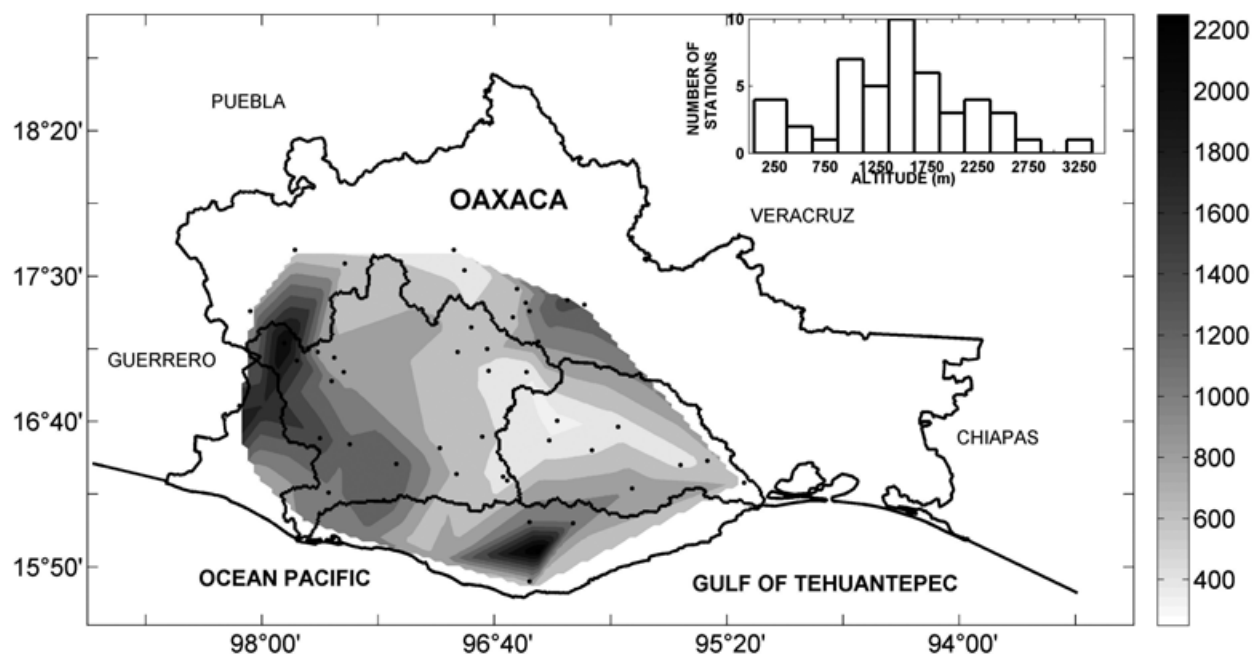 10
5
0
NUMBER OF
STATIONS
250 750 1250 1750 2250 2750 3250
ALTITUDE (m)
PUEBLA
OAXACA
VERACRUZ
GUERRERO
CHIAPAS
OCEAN PACIFIC
GULF OF TEHUANTEPEC
18°20'
17°30'
16°40'
15°50'
98°00' 96°40' 95°20' 94°00'
2200
2000
1800
1600
1400
1200
1000
800
600
400